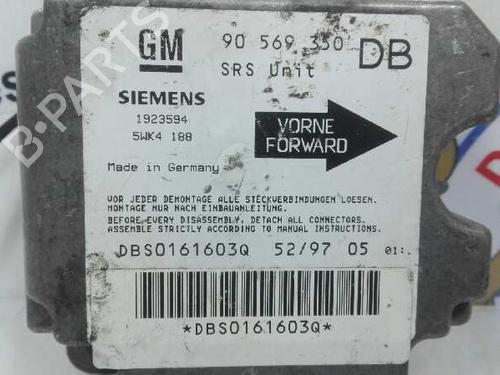 GM
90 569 350 DB
SRS Unit
SIEMENS
1923594
5WK4 188
VORNE
FORWARD
Made in Germany
VOR JEDER DEMONTAGE ALLE STECKVERBINDUNGEN LOESEN.
MONTAGE NUR NACH EINBAUANLEITUNG.
BEFORE EVERY DISASSEMBLY, DETACH ALL CONNECTORS.
ASSEMBLE STRICTLY ACCORDING TO MANUAL INSTRUCTIONS.
DBS0161603Q 52/97 05 01:.
*DBS0161603Q*